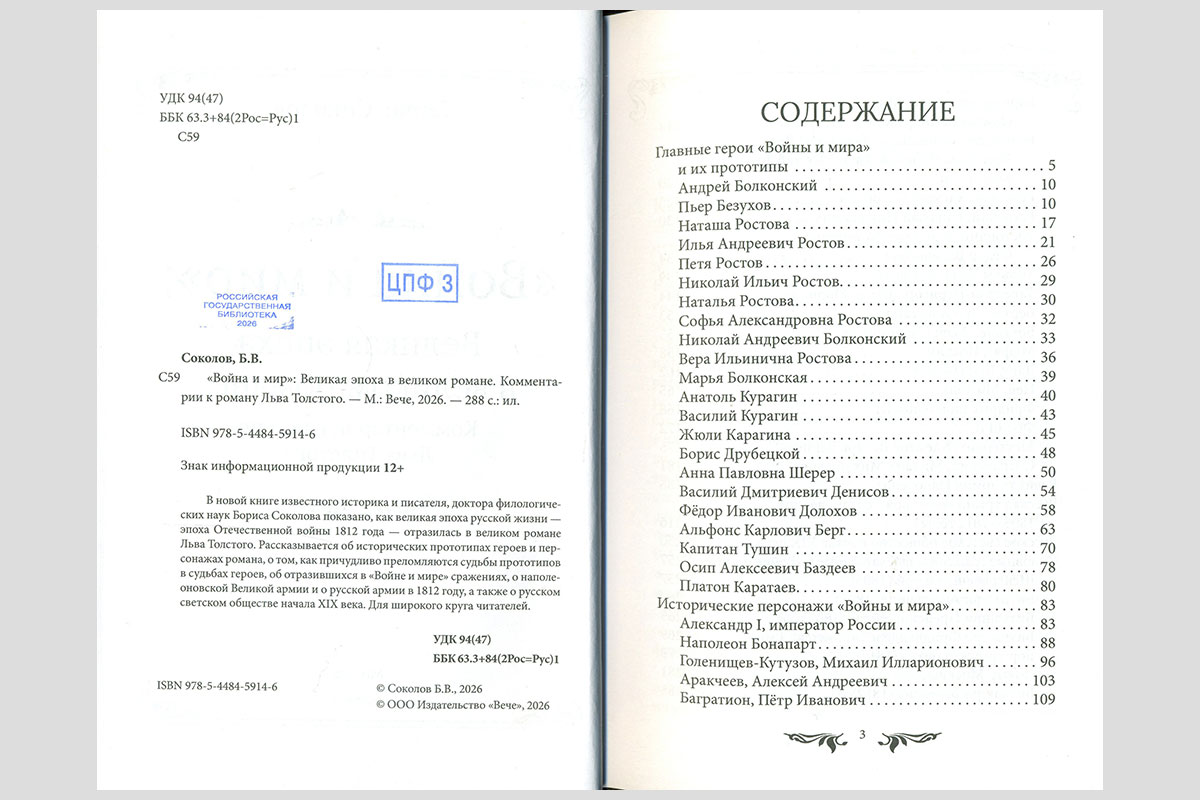 УДК 94(47)
ББК 63.3+84(2Рос=Рус)1
С59
ЦПФ 3
РОССИЙСКАЯ
ГОСУДАРСТВЕННАЯ
БИБЛИОТЕКА
2026
Соколов, Б.В.
С59 «Война и мир»: Великая эпоха в великом романе. Коммента-
рии к роману Льва Толстого. — М.: Вече, 2026. — 288 с.: ил.
ISBN 978-5-4484-5914-6
Знак информационной продукции 12+
В новой книге известного историка и писателя, доктора филологиче-
ских наук Бориса Соколова показано, как великая эпоха русской жизни —
эпоха Отечественной войны 1812 года — отразилась в великом романе
Льва Толстого. Рассказывается об исторических прототипах героев и пер-
сонажах романа, о том, как причудливо преломляются судьбы прототипов
в судьбах героев, об отразившихся в «Войне и мире» сражениях, о наполе-
оновской Великой армии и о русской армии в 1812 году, а также о русском
светском обществе начала XIX века. Для широкого круга читателей.
УДК 94(47)
ББК 63.3+84(2Рос=Рус)1
ISBN 978-5-4484-5914-6
© Соколов Б.В., 2026
© ООО Издательство «Вече», 2026
СОДЕРЖАНИЕ
Главные герои «Войны и мира»
и их прототипы ........ 5
Андрей Болконский ........ 10
Пьер Безухов ........ 10
Наташа Ростова ........ 17
Илья Андреевич Ростов ........ 21
Петя Ростов ........ 26
Николай Ильич Ростов ........ 29
Наталья Ростова ........ 30
Софья Александровна Ростова ........ 32
Николай Андреевич Болконский ........ 33
Вера Ильинична Ростова ........ 36
Марья Болконская ........ 39
Анатоль Курагин ........ 40
Василий Курагин ........ 43
Жюли Карагина ........ 45
Борис Друбецкой ........ 48
Анна Павловна Шерер ........ 50
Василий Дмитриевич Денисов ........ 54
Фёдор Иванович Долохов ........ 58
Альфонс Карлович Берг ........ 63
Капитан Тушин ........ 70
Осип Алексеевич Баздеев ........ 78
Платон Каратаев ........ 80
Исторические персонажи «Войны и мира» ........ 83
Александр I, император России ........ 83
Наполеон Бонапарт ........ 88
Голенищев-Кутузов, Михаил Илларионович ........ 96
Аракчеев, Алексей Андреевич ........ 103
Багратион, Пётр Иванович ........ 109
3